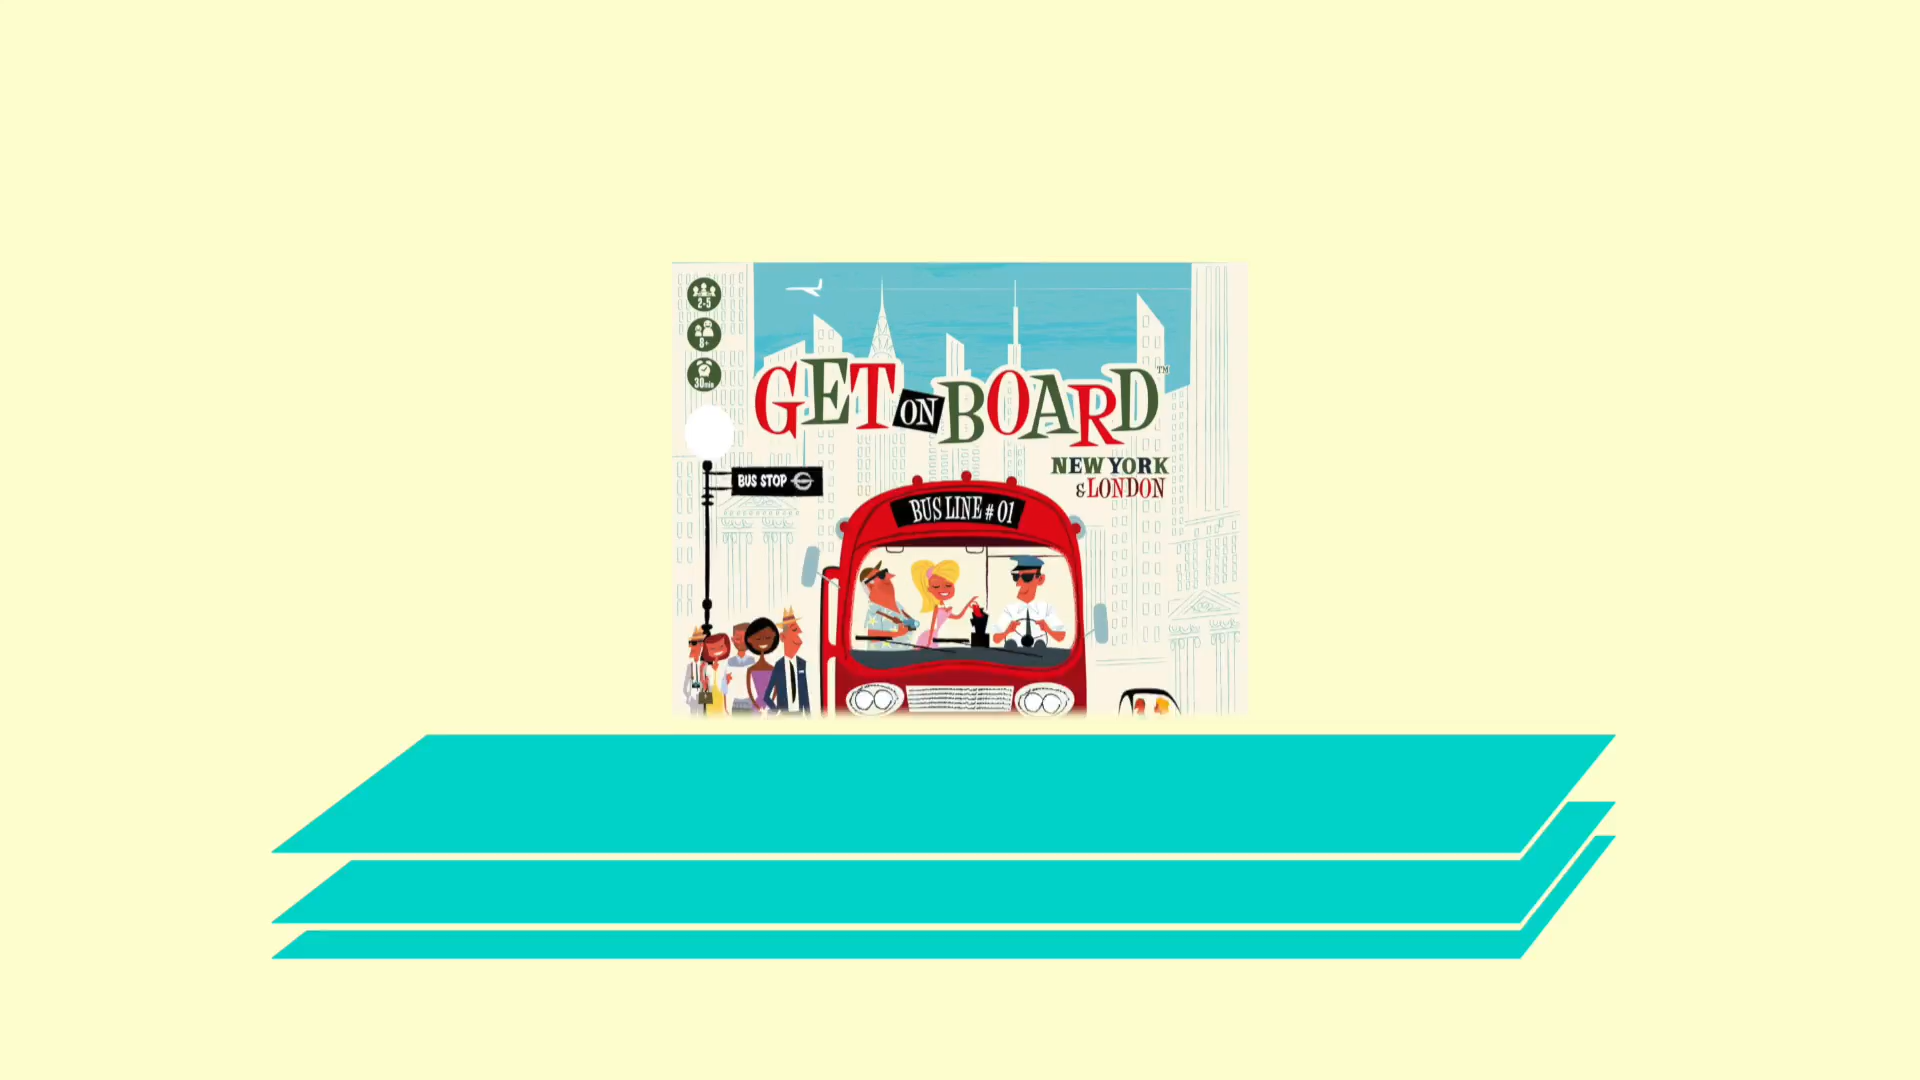 2-5
8+
30min
GET ON BOARD™
NEW YORK
& LONDON
BUS STOP
BUS LINE # 01